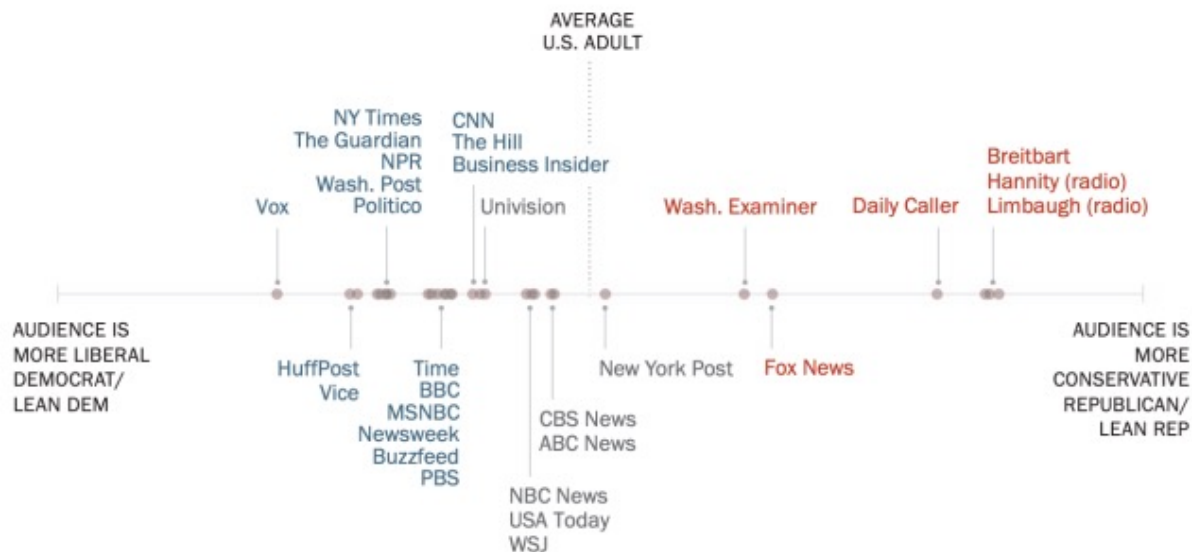 AVERAGE
U.S. ADULT
NY Times
The Guardian
NPR
Wash. Post
Politico
CNN
The Hill
Business Insider
Vox
Univision
Wash. Examiner
Daily Caller
Breitbart
Hannity (radio)
Limbaugh (radio)
AUDIENCE IS
MORE LIBERAL
DEMOCRAT/
LEAN DEM
HuffPost
Vice
Time
BBC
MSNBC
Newsweek
Buzzfeed
PBS
NBC News
USA Today
WSJ
CBS News
ABC News
New York Post
Fox News
AUDIENCE IS
MORE
CONSERVATIVE
REPUBLICAN/
LEAN REP